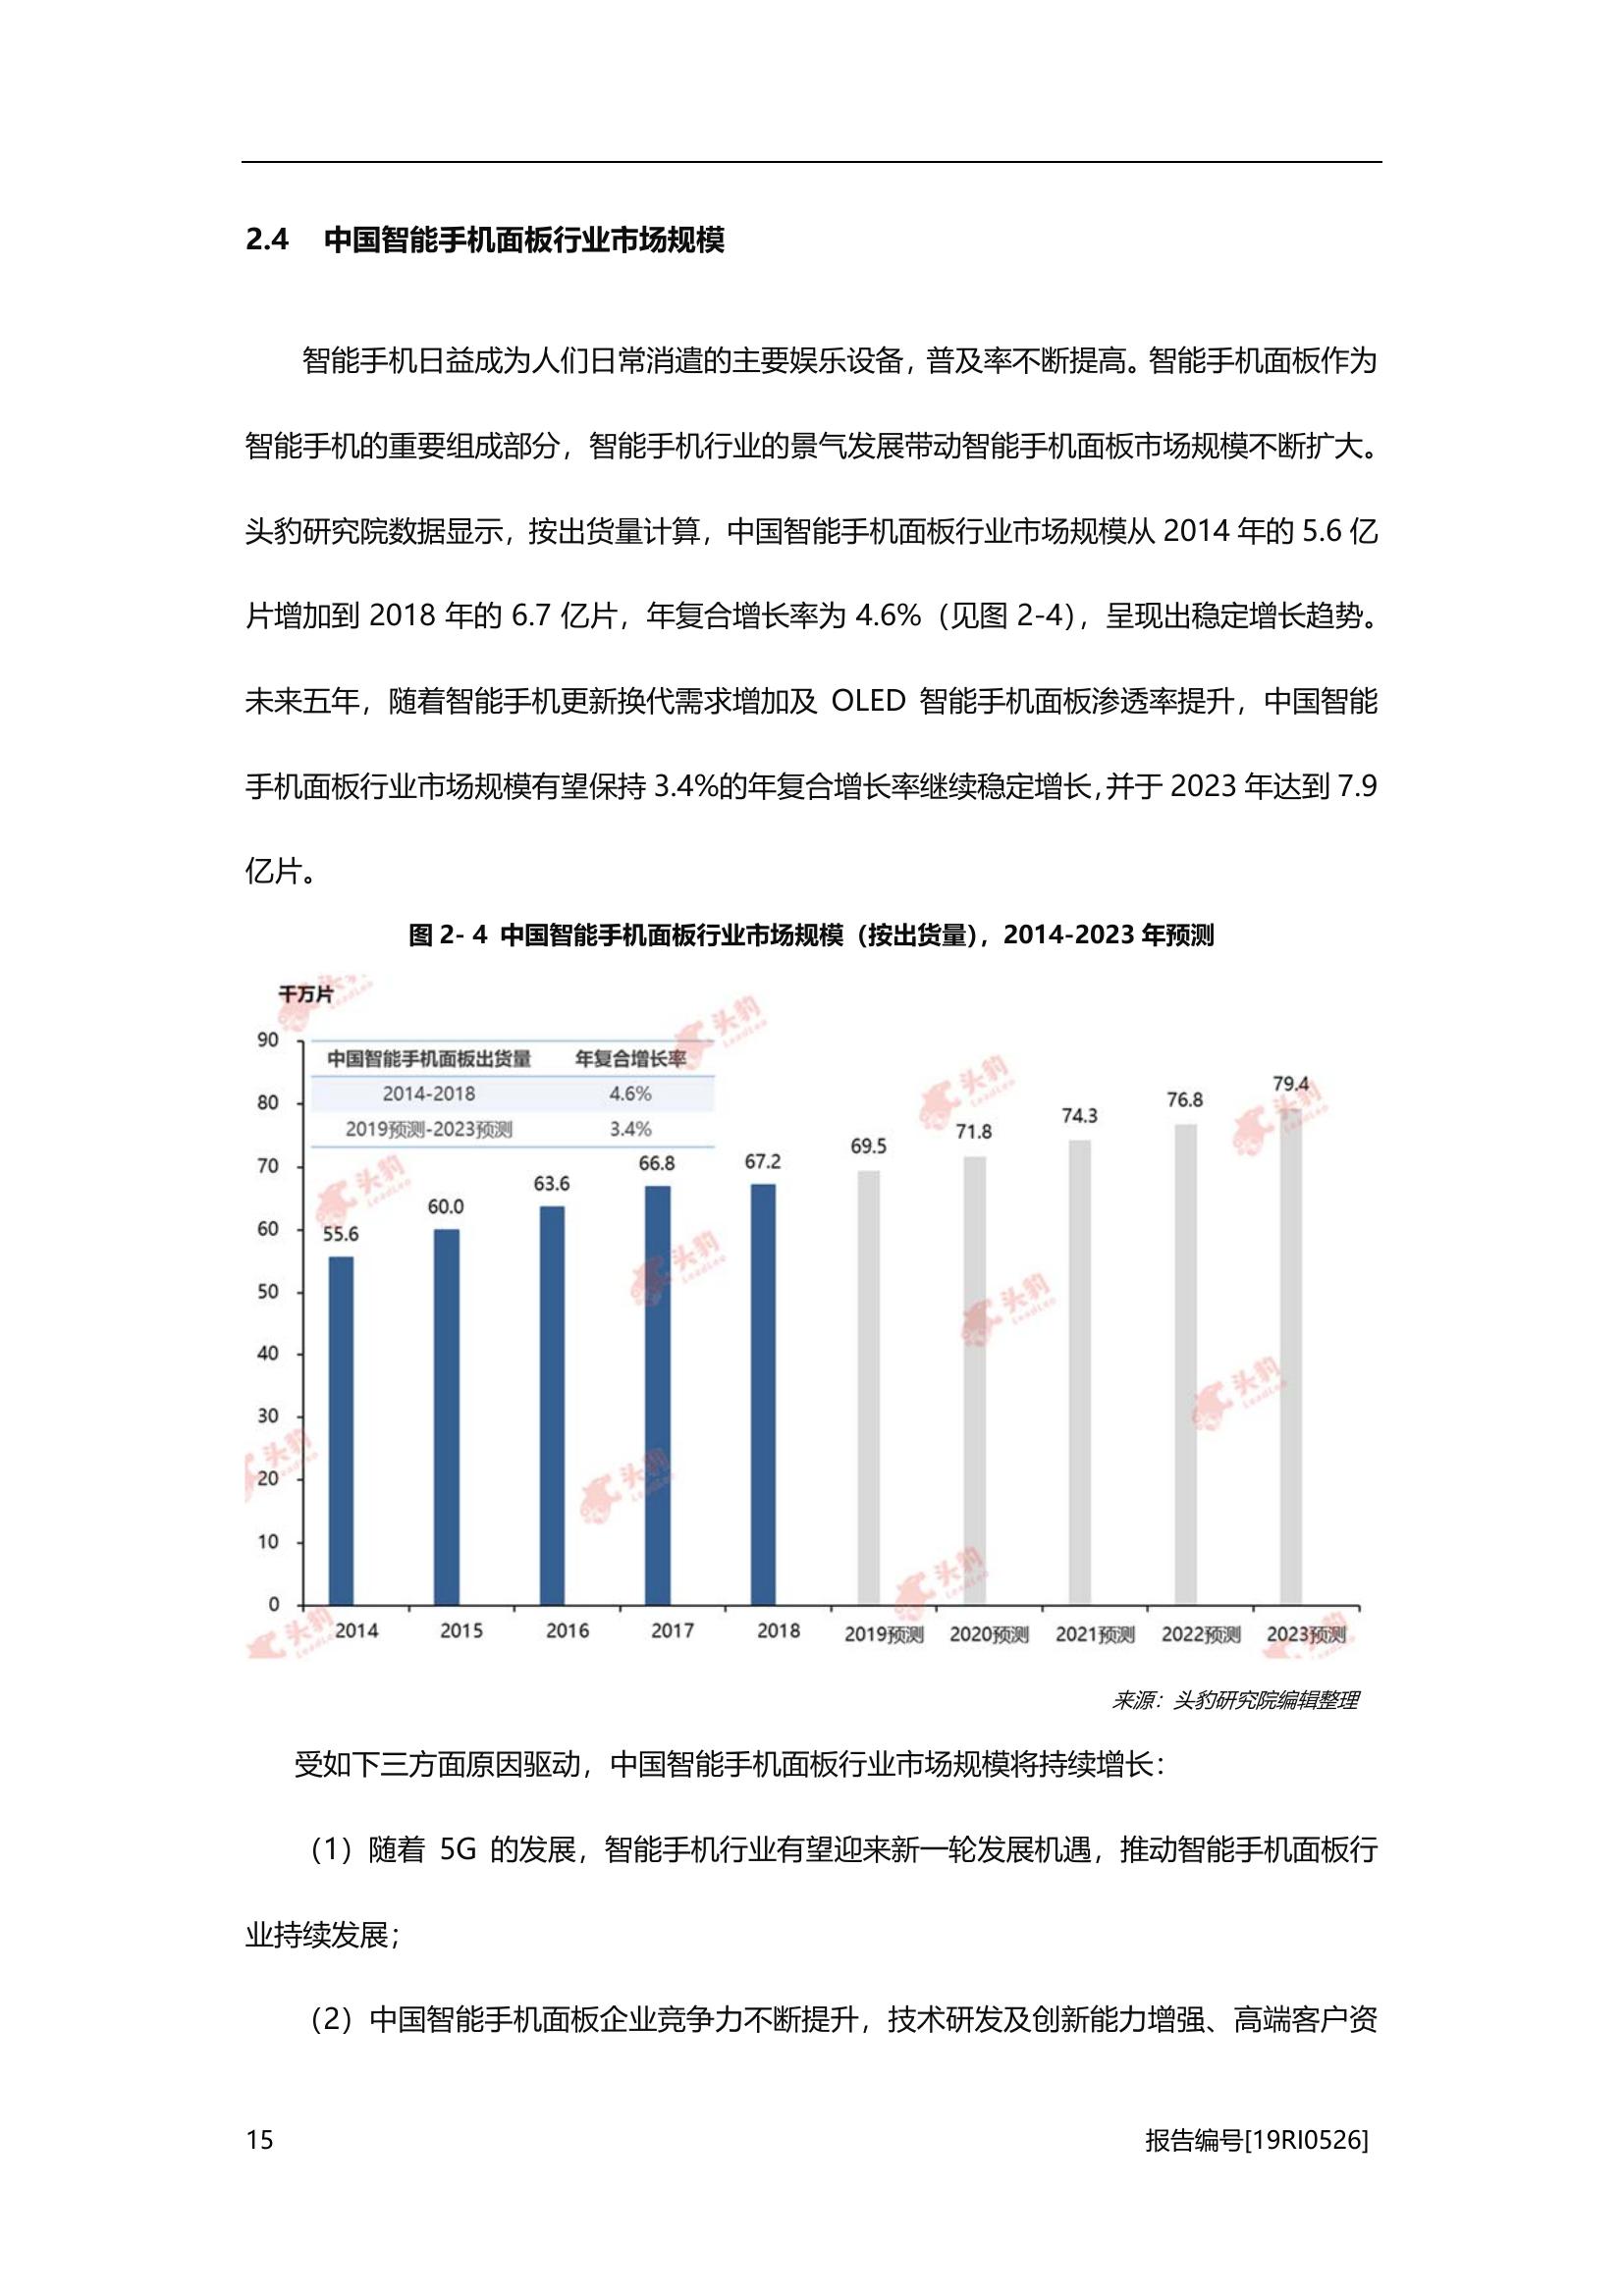 2.4 中国智能手机面板行业市场规模
智能手机日益成为人们日常消遣的主要娱乐设备，普及率不断提高。智能手机面板作为
智能手机的重要组成部分，智能手机行业的景气发展带动智能手机面板市场规模不断扩大。
头豹研究院数据显示，按出货量计算，中国智能手机面板行业市场规模从 2014 年的 5.6 亿
片增加到 2018 年的 6.7 亿片，年复合增长率为 4.6%（见图 2-4），呈现出稳定增长趋势。
未来五年，随着智能手机更新换代需求增加及 OLED 智能手机面板渗透率提升，中国智能
手机面板行业市场规模有望保持 3.4%的年复合增长率继续稳定增长，并于 2023 年达到 7.9
亿片。
图 2- 4 中国智能手机面板行业市场规模（按出货量），2014-2023 年预测
千万片
中国智能手机面板出货量 年复合增长率
2014-2018 4.6%
2019预测-2023预测 3.4%
90
80
70
60
50
40
30
20
10
0
55.6 60.0 63.6 66.8 67.2 69.5 71.8 74.3 76.8 79.4
2014 2015 2016 2017 2018 2019预测 2020预测 2021预测 2022预测 2023预测
头豹
LeadLeo
来源：头豹研究院编辑整理
受如下三方面原因驱动，中国智能手机面板行业市场规模将持续增长：
（1）随着 5G 的发展，智能手机行业有望迎来新一轮发展机遇，推动智能手机面板行
业持续发展；
（2）中国智能手机面板企业竞争力不断提升，技术研发及创新能力增强、高端客户资
15 报告编号[19RI0526]